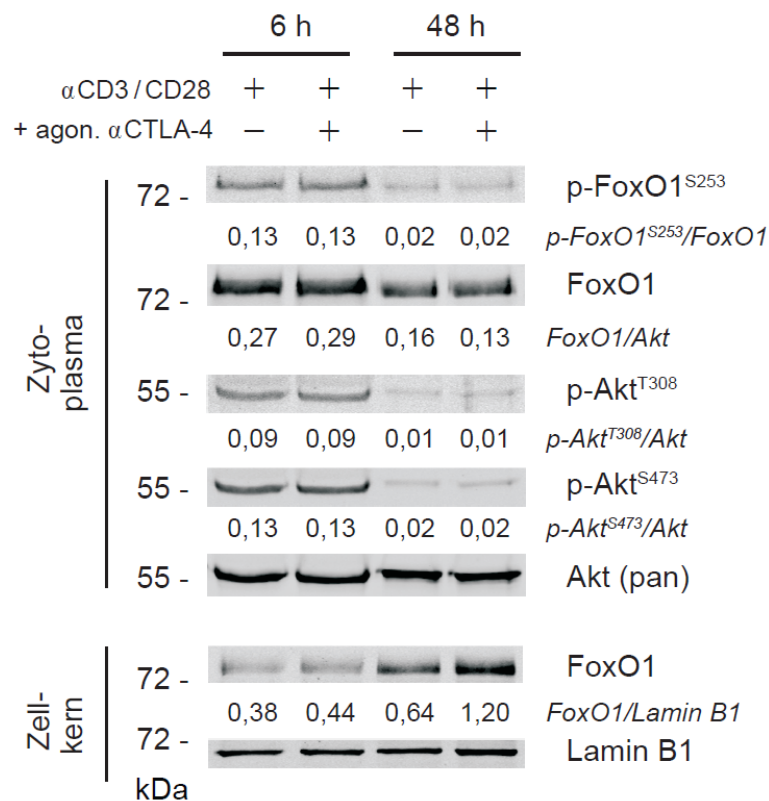 6 h 48 h
αCD3 / CD28 + + + +
+ agon. αCTLA-4 − + − +
Zyto-
plasma
72 - p-FoxO1S253
0,13 0,13 0,02 0,02 p-FoxO1S253/FoxO1
72 - FoxO1
0,27 0,29 0,16 0,13 FoxO1/Akt
55 - p-AktT308
0,09 0,09 0,01 0,01 p-AktT308/Akt
55 - p-AktS473
0,13 0,13 0,02 0,02 p-AktS473/Akt
55 - Akt (pan)
Zell-
kern
72 - FoxO1
0,38 0,44 0,64 1,20 FoxO1/Lamin B1
72 - Lamin B1
kDa